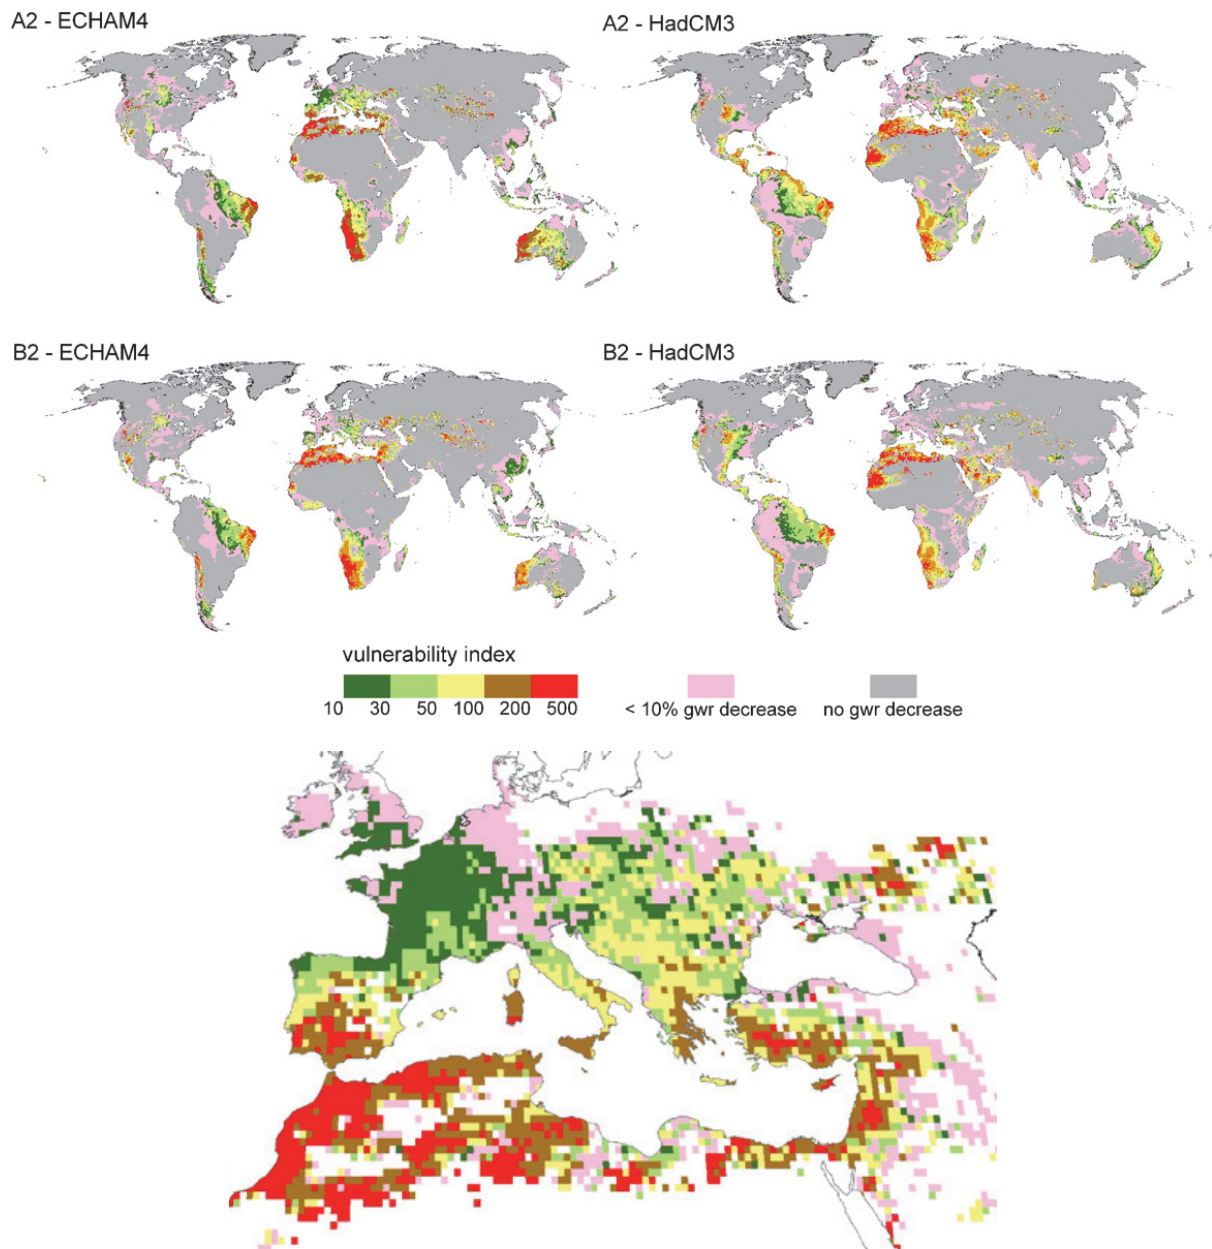 A2 - ECHAM4
A2 - HadCM3
B2 - ECHAM4
B2 - HadCM3
vulnerability index
10 30 50 100 200 500
< 10% gwr decrease
no gwr decrease